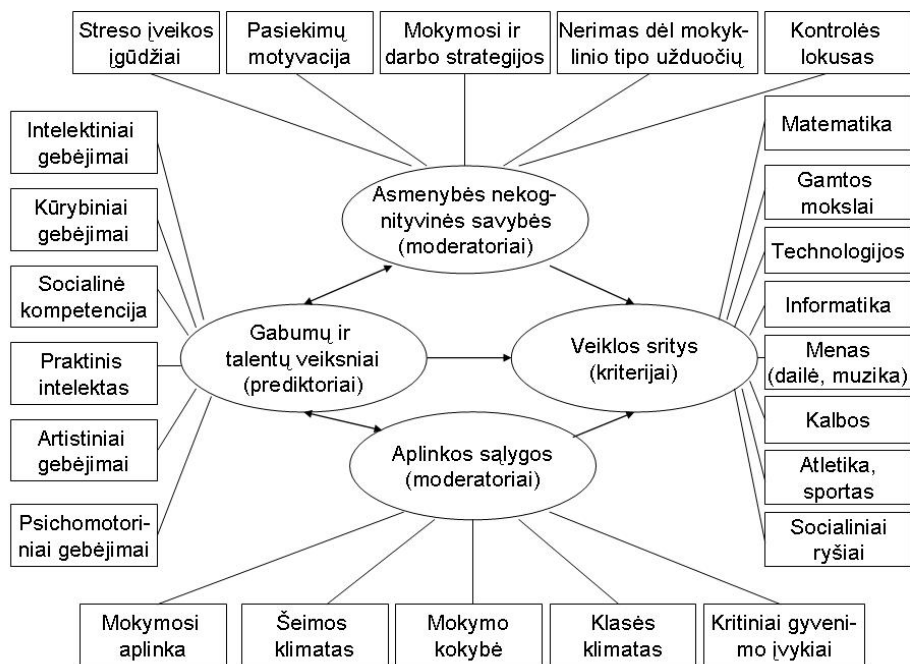 Streso įveikos
įgūdžiai
Pasiekimų
motyvacija
Mokymosi ir
darbo strategijos
Nerimas dėl mokyk-
linio tipo užduočių
Kontrolės
lokusas
Intelektiniai
gebėjimai
Kūrybiniai
gebėjimai
Socialinė
kompetencija
Praktinis
intelektas
Artistiniai
gebėjimai
Psichomotori-
niai gebėjimai
Asmenybės nekog-
nityvinės savybės
(moderatoriai)
Gabumų ir
talentų veiksniai
(prediktoriai)
Veiklos sritys
(kriterijai)
Aplinkos sąlygos
(moderatoriai)
Matematika
Gamtos
mokslai
Technologijos
Informatika
Menas
(dailė, muzika)
Kalbos
Atletika,
sportas
Socialiniai
ryšiai
Mokymosi
aplinka
Šeimos
klimatas
Mokymo
kokybė
Klasės
klimatas
Kritiniai gyveni-
mo įvykiai